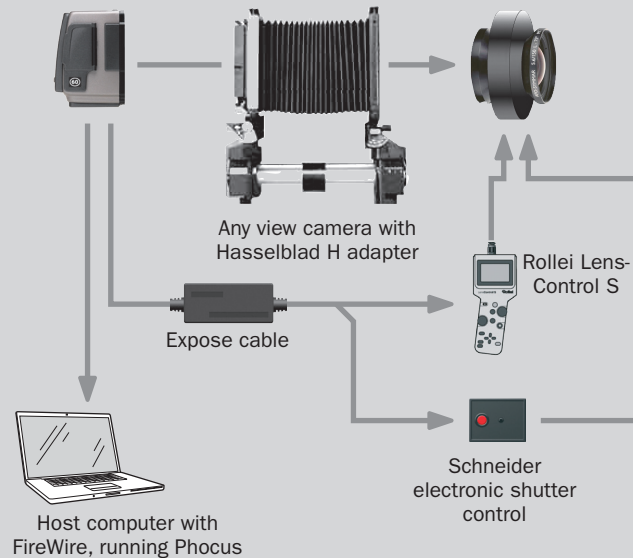 60
Any view camera with
Hasselblad H adapter
Rollei Lens-
Control S
Expose cable
Schneider
electronic shutter
control
Host computer with
FireWire, running Phocus